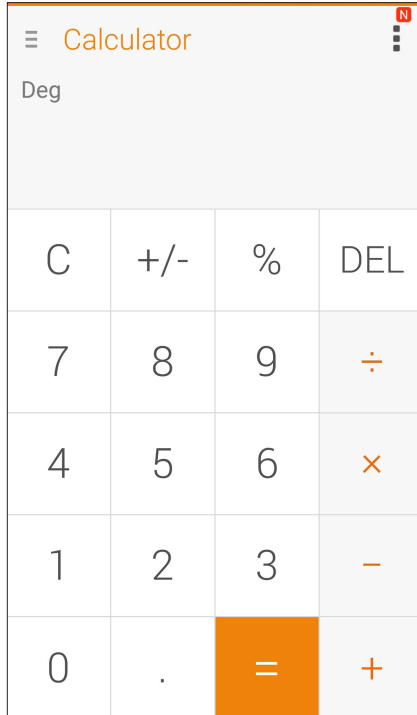 N
Calculator
Deg
C +/- % DEL
7 8 9 ÷
4 5 6 ×
1 2 3 −
0 . = +